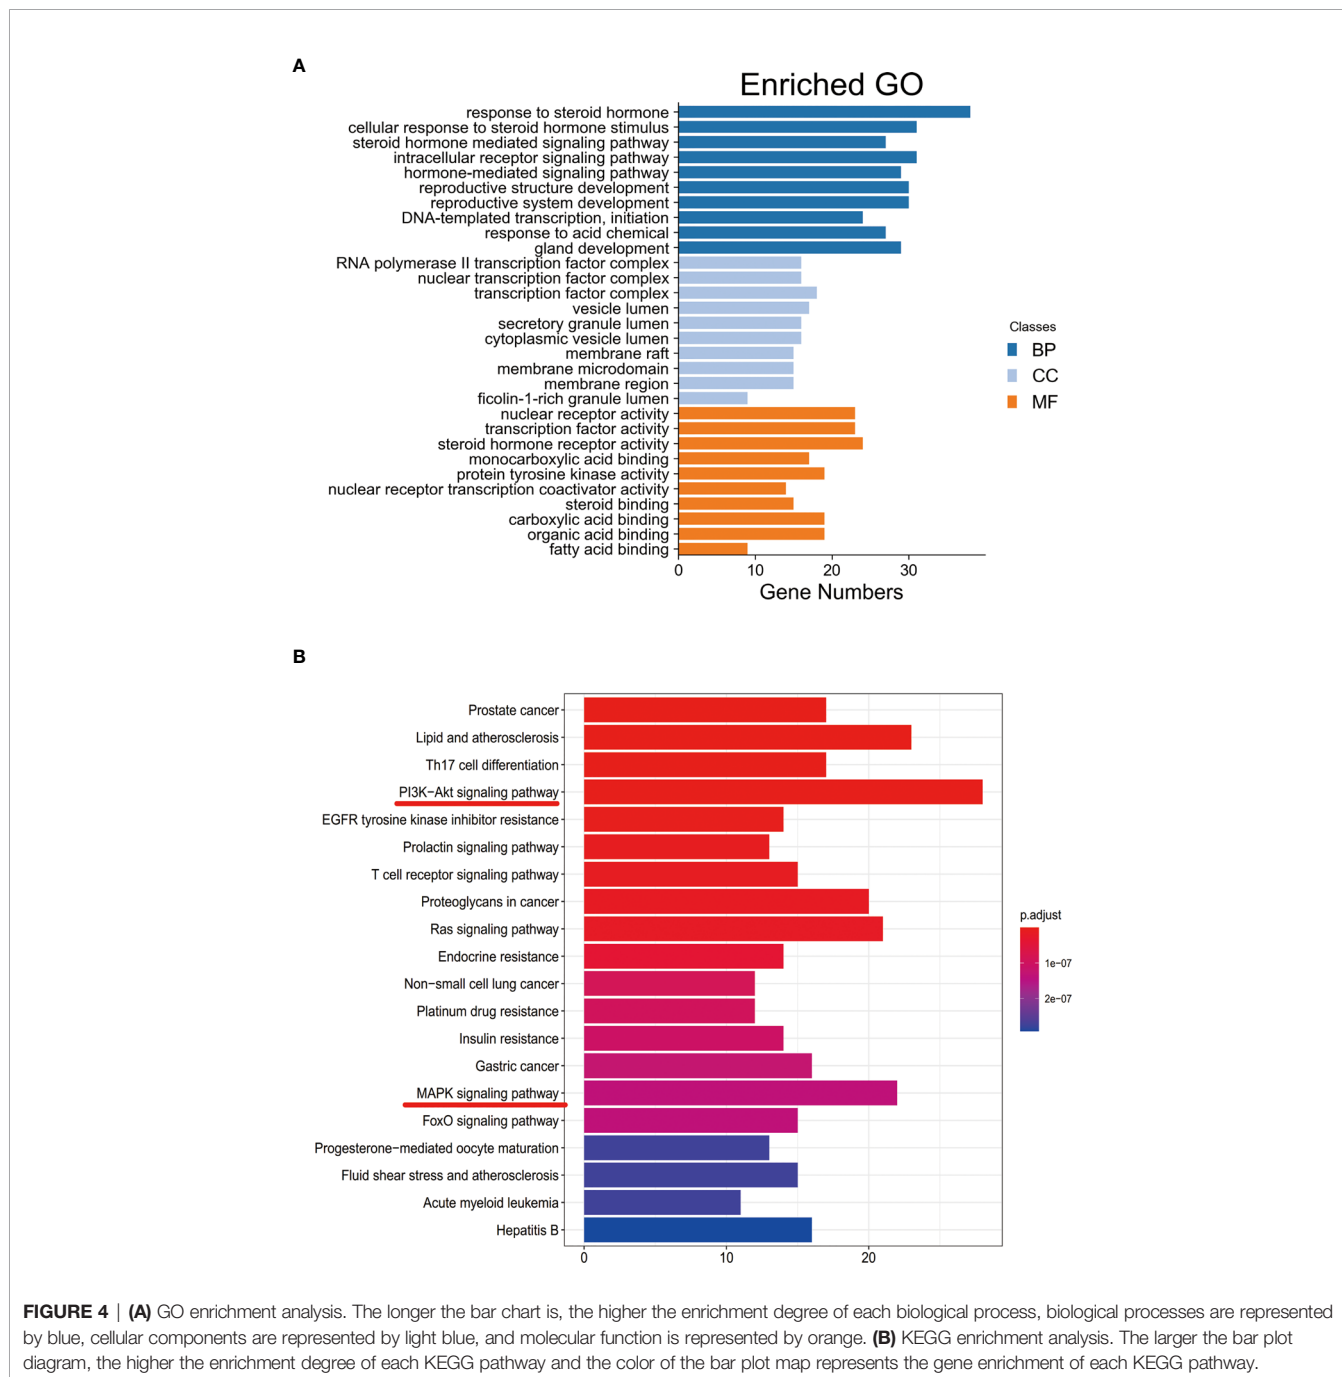 A
Enriched GO
response to steroid hormone
cellular response to steroid hormone stimulus
steroid hormone mediated signaling pathway
intracellular receptor signaling pathway
hormone-mediated signaling pathway
reproductive structure development
reproductive system development
DNA-templated transcription, initiation
response to acid chemical
gland development
RNA polymerase II transcription factor complex
nuclear transcription factor complex
transcription factor complex
vesicle lumen
secretory granule lumen
cytoplasmic vesicle lumen
membrane raft
membrane microdomain
membrane region
ficolin-1-rich granule lumen
nuclear receptor activity
transcription factor activity
steroid hormone receptor activity
monocarboxylic acid binding
protein tyrosine kinase activity
nuclear receptor transcription coactivator activity
steroid binding
carboxylic acid binding
organic acid binding
fatty acid binding
0 10 20 30
Gene Numbers
Classes
BP
CC
MF
B
Prostate cancer
Lipid and atherosclerosis
Th17 cell differentiation
PI3K−Akt signaling pathway
EGFR tyrosine kinase inhibitor resistance
Prolactin signaling pathway
T cell receptor signaling pathway
Proteoglycans in cancer
Ras signaling pathway
Endocrine resistance
Non−small cell lung cancer
Platinum drug resistance
Insulin resistance
Gastric cancer
MAPK signaling pathway
FoxO signaling pathway
Progesterone−mediated oocyte maturation
Fluid shear stress and atherosclerosis
Acute myeloid leukemia
Hepatitis B
0 10 20
p.adjust
1e−07
2e−07
FIGURE 4 | (A) GO enrichment analysis. The longer the bar chart is, the higher the enrichment degree of each biological process, biological processes are represented
by blue, cellular components are represented by light blue, and molecular function is represented by orange. (B) KEGG enrichment analysis. The larger the bar plot
diagram, the higher the enrichment degree of each KEGG pathway and the color of the bar plot map represents the gene enrichment of each KEGG pathway.